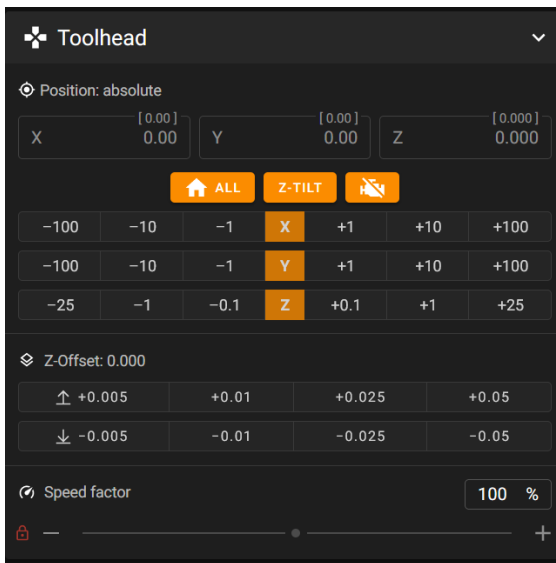 Toolhead
Position: absolute
[ 0.00 ] [ 0.00 ] [ 0.000 ]
X 0.00 Y 0.00 Z 0.000
ALL Z-TILT
−100 −10 −1 X +1 +10 +100
−100 −10 −1 Y +1 +10 +100
−25 −1 −0.1 Z +0.1 +1 +25
Z-Offset: 0.000
+0.005 +0.01 +0.025 +0.05
−0.005 −0.01 −0.025 −0.05
Speed factor 100 %